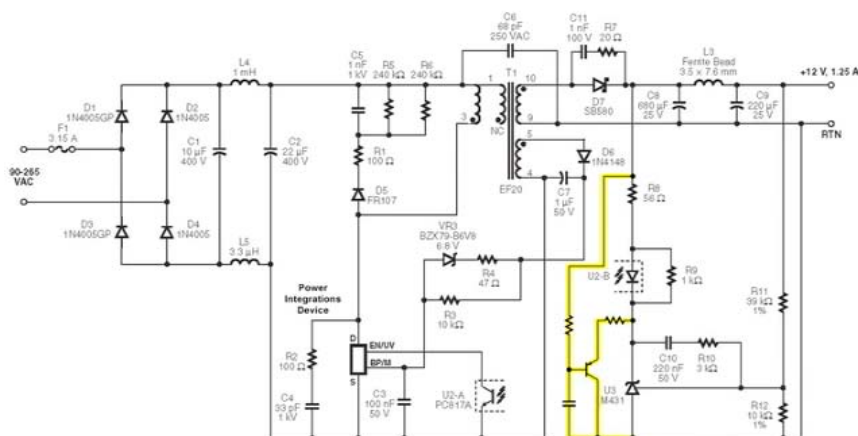 C6
68 pF
250 VAC
C11
1 nF
100 V
R7
20 Ω
L4
1 mH
C5
1 nF
1 kV
R5
240 kΩ
R6
240 kΩ
1
T1
10
L3
Ferrite Bead
3.5 × 7.6 mm
+12 V, 1.25 A
D7
SB580
C8
680 µF
25 V
C9
220 µF
25 V
RTN
D1
1N4005GP
D2
1N4005
F1
3.15 A
C1
10 µF
400 V
C2
22 µF
400 V
3
NC
9
5
4
EF20
R1
100 Ω
D6
1N4148
90-265
VAC
C7
1 µF
50 V
R8
56 Ω
D5
FR107
D3
1N4005GP
D4
1N4005
L5
3.3 µH
VR3
BZX79-B6V8
6.8 V
R4
47 Ω
U2-B
R9
1 kΩ
R3
10 kΩ
Power
Integrations
Device
R11
39 kΩ
1%
R2
100 Ω
D
EN/UV
BP/M
S
C10
220 nF
50 V
R10
3 kΩ
C4
33 pF
1 kV
C3
100 nF
50 V
U2-A
PC817A
U3
M431
R12
10 kΩ
1%